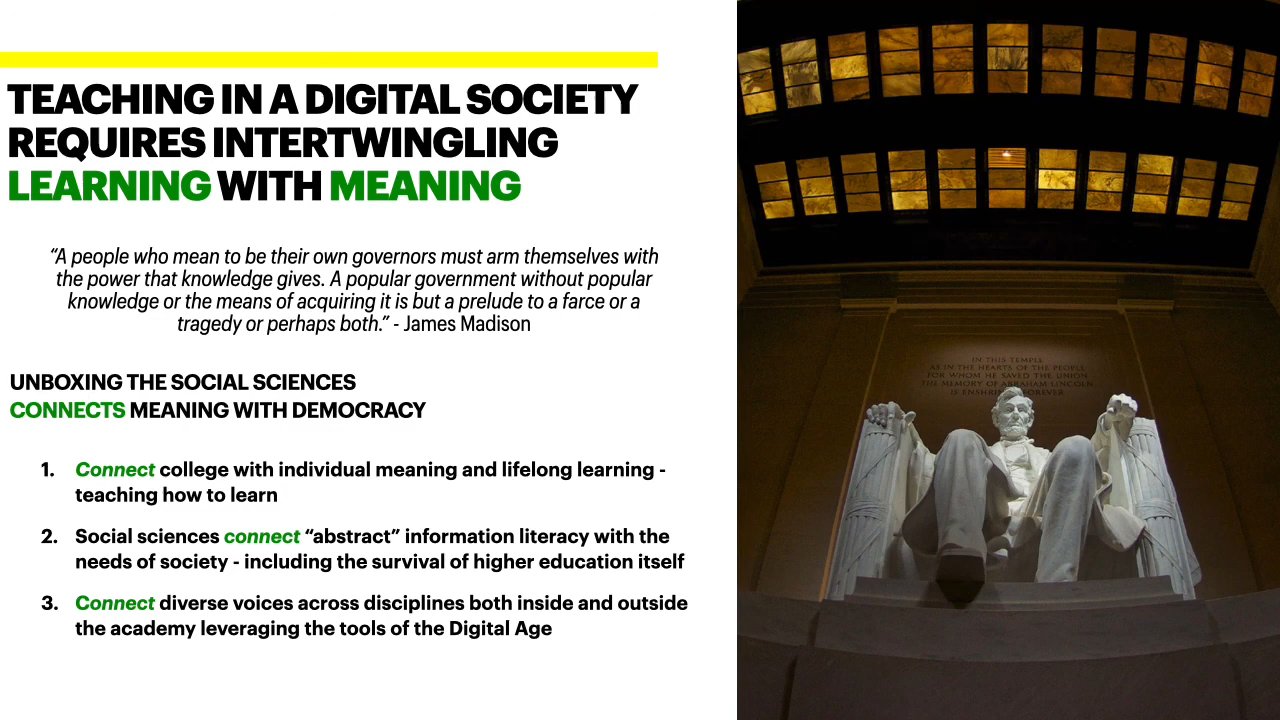 TEACHING IN A DIGITAL SOCIETY
REQUIRES INTERTWINGLING
LEARNING WITH MEANING
“A people who mean to be their own governors must arm themselves with
the power that knowledge gives. A popular government without popular
knowledge or the means of acquiring it is but a prelude to a farce or a
tragedy or perhaps both.” - James Madison
UNBOXING THE SOCIAL SCIENCES
CONNECTS MEANING WITH DEMOCRACY
1. Connect college with individual meaning and lifelong learning -
teaching how to learn
2. Social sciences connect “abstract” information literacy with the
needs of society - including the survival of higher education itself
3. Connect diverse voices across disciplines both inside and outside
the academy leveraging the tools of the Digital Age
IN THIS TEMPLE
AS IN THE HEARTS OF THE PEOPLE
FOR WHOM HE SAVED THE UNION
THE MEMORY OF ABRAHAM LINCOLN
IS FOREVER